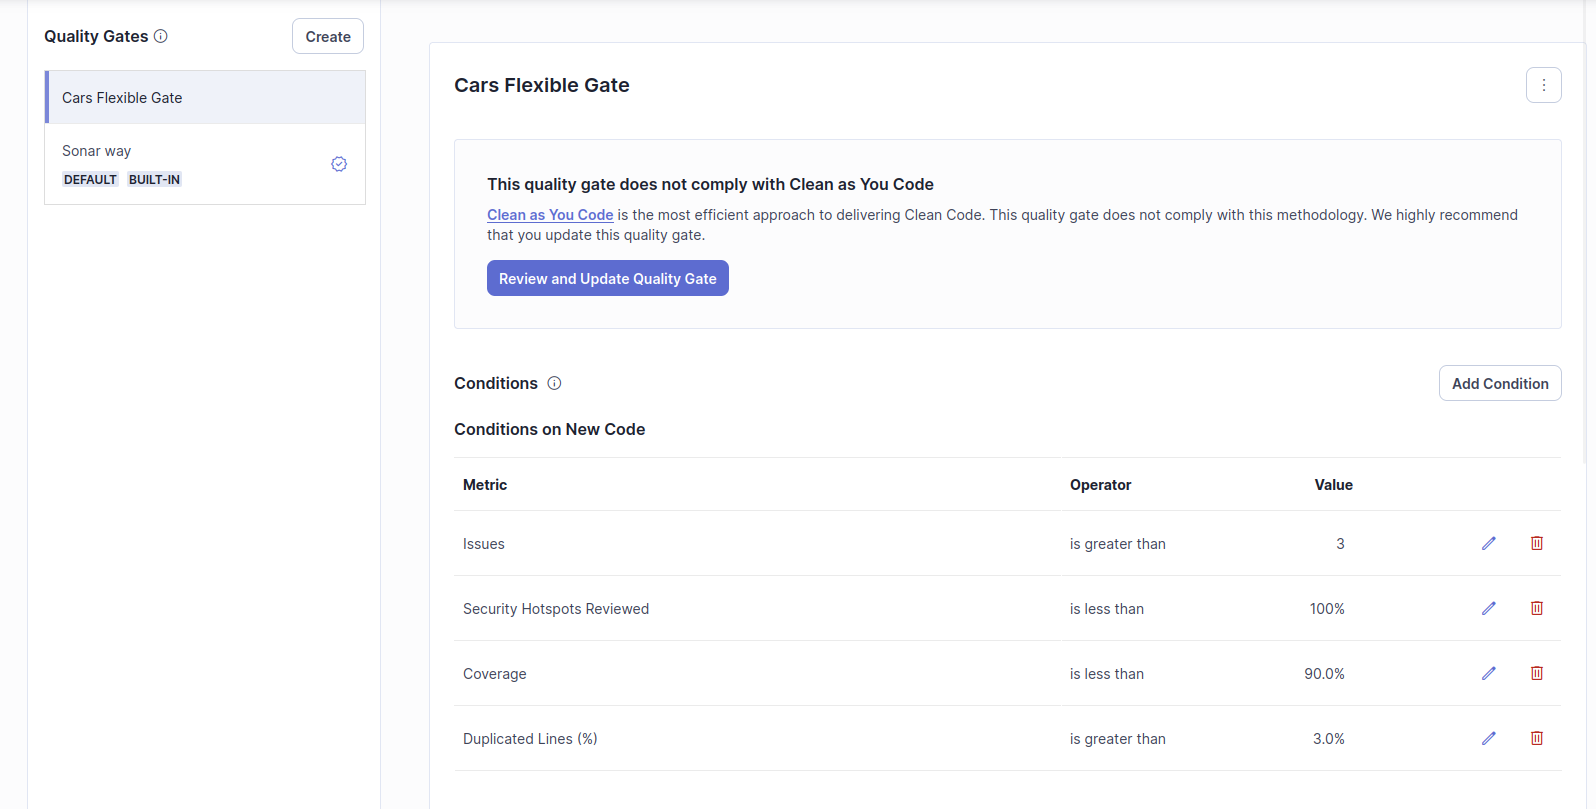 Quality Gates
Create
Cars Flexible Gate
Sonar way
DEFAULT BUILT-IN
Cars Flexible Gate
This quality gate does not comply with Clean as You Code
Clean as You Code is the most efficient approach to delivering Clean Code. This quality gate does not comply with this methodology. We highly recommend
that you update this quality gate.
Review and Update Quality Gate
Conditions
Add Condition
Conditions on New Code
Metric Operator Value
Issues is greater than 3
Security Hotspots Reviewed is less than 100%
Coverage is less than 90.0%
Duplicated Lines (%) is greater than 3.0%